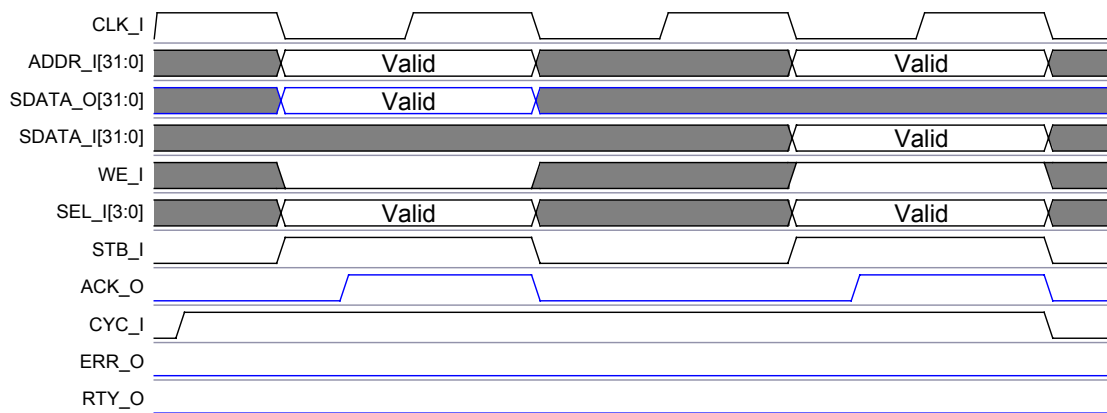 CLK_I
ADDR_I[31:0] Valid Valid
SDATA_O[31:0] Valid
SDATA_I[31:0] Valid
WE_I
SEL_I[3:0] Valid Valid
STB_I
ACK_O
CYC_I
ERR_O
RTY_O